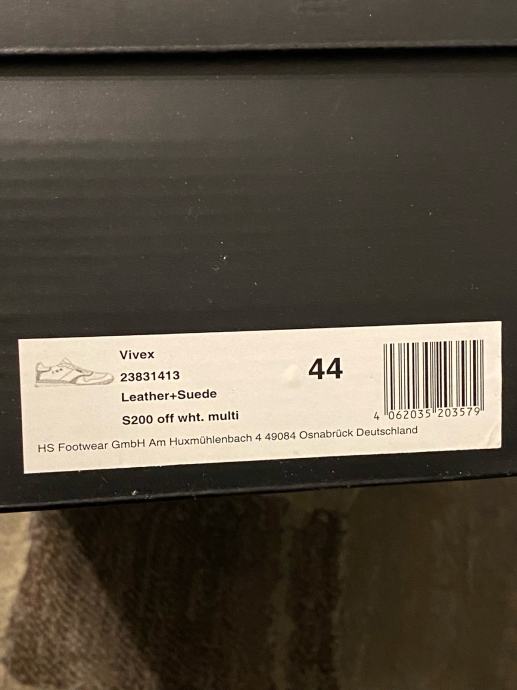 Vivex
23831413
Leather+Suede
S200 off wht. multi
44
4 062035 203579
HS Footwear GmbH Am Huxmühlenbach 4 49084 Osnabrück Deutschland